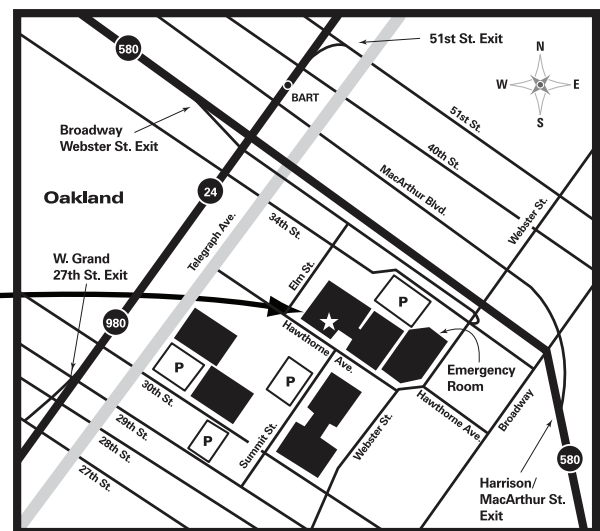 580
51st St. Exit
N
W
E
S
BART
51st St.
Broadway
Webster St. Exit
40th St.
MacArthur Blvd.
Oakland
24
Webster St.
Telegraph Ave.
34th St.
W. Grand
27th St. Exit
Elm St.
P
980
Hawthorne Ave.
Emergency
Room
P
P
30th St.
Hawthorne Ave.
Broadway
29th St.
P
Summit St.
Webster St.
28th St.
27th St.
580
Harrison/
MacArthur St.
Exit